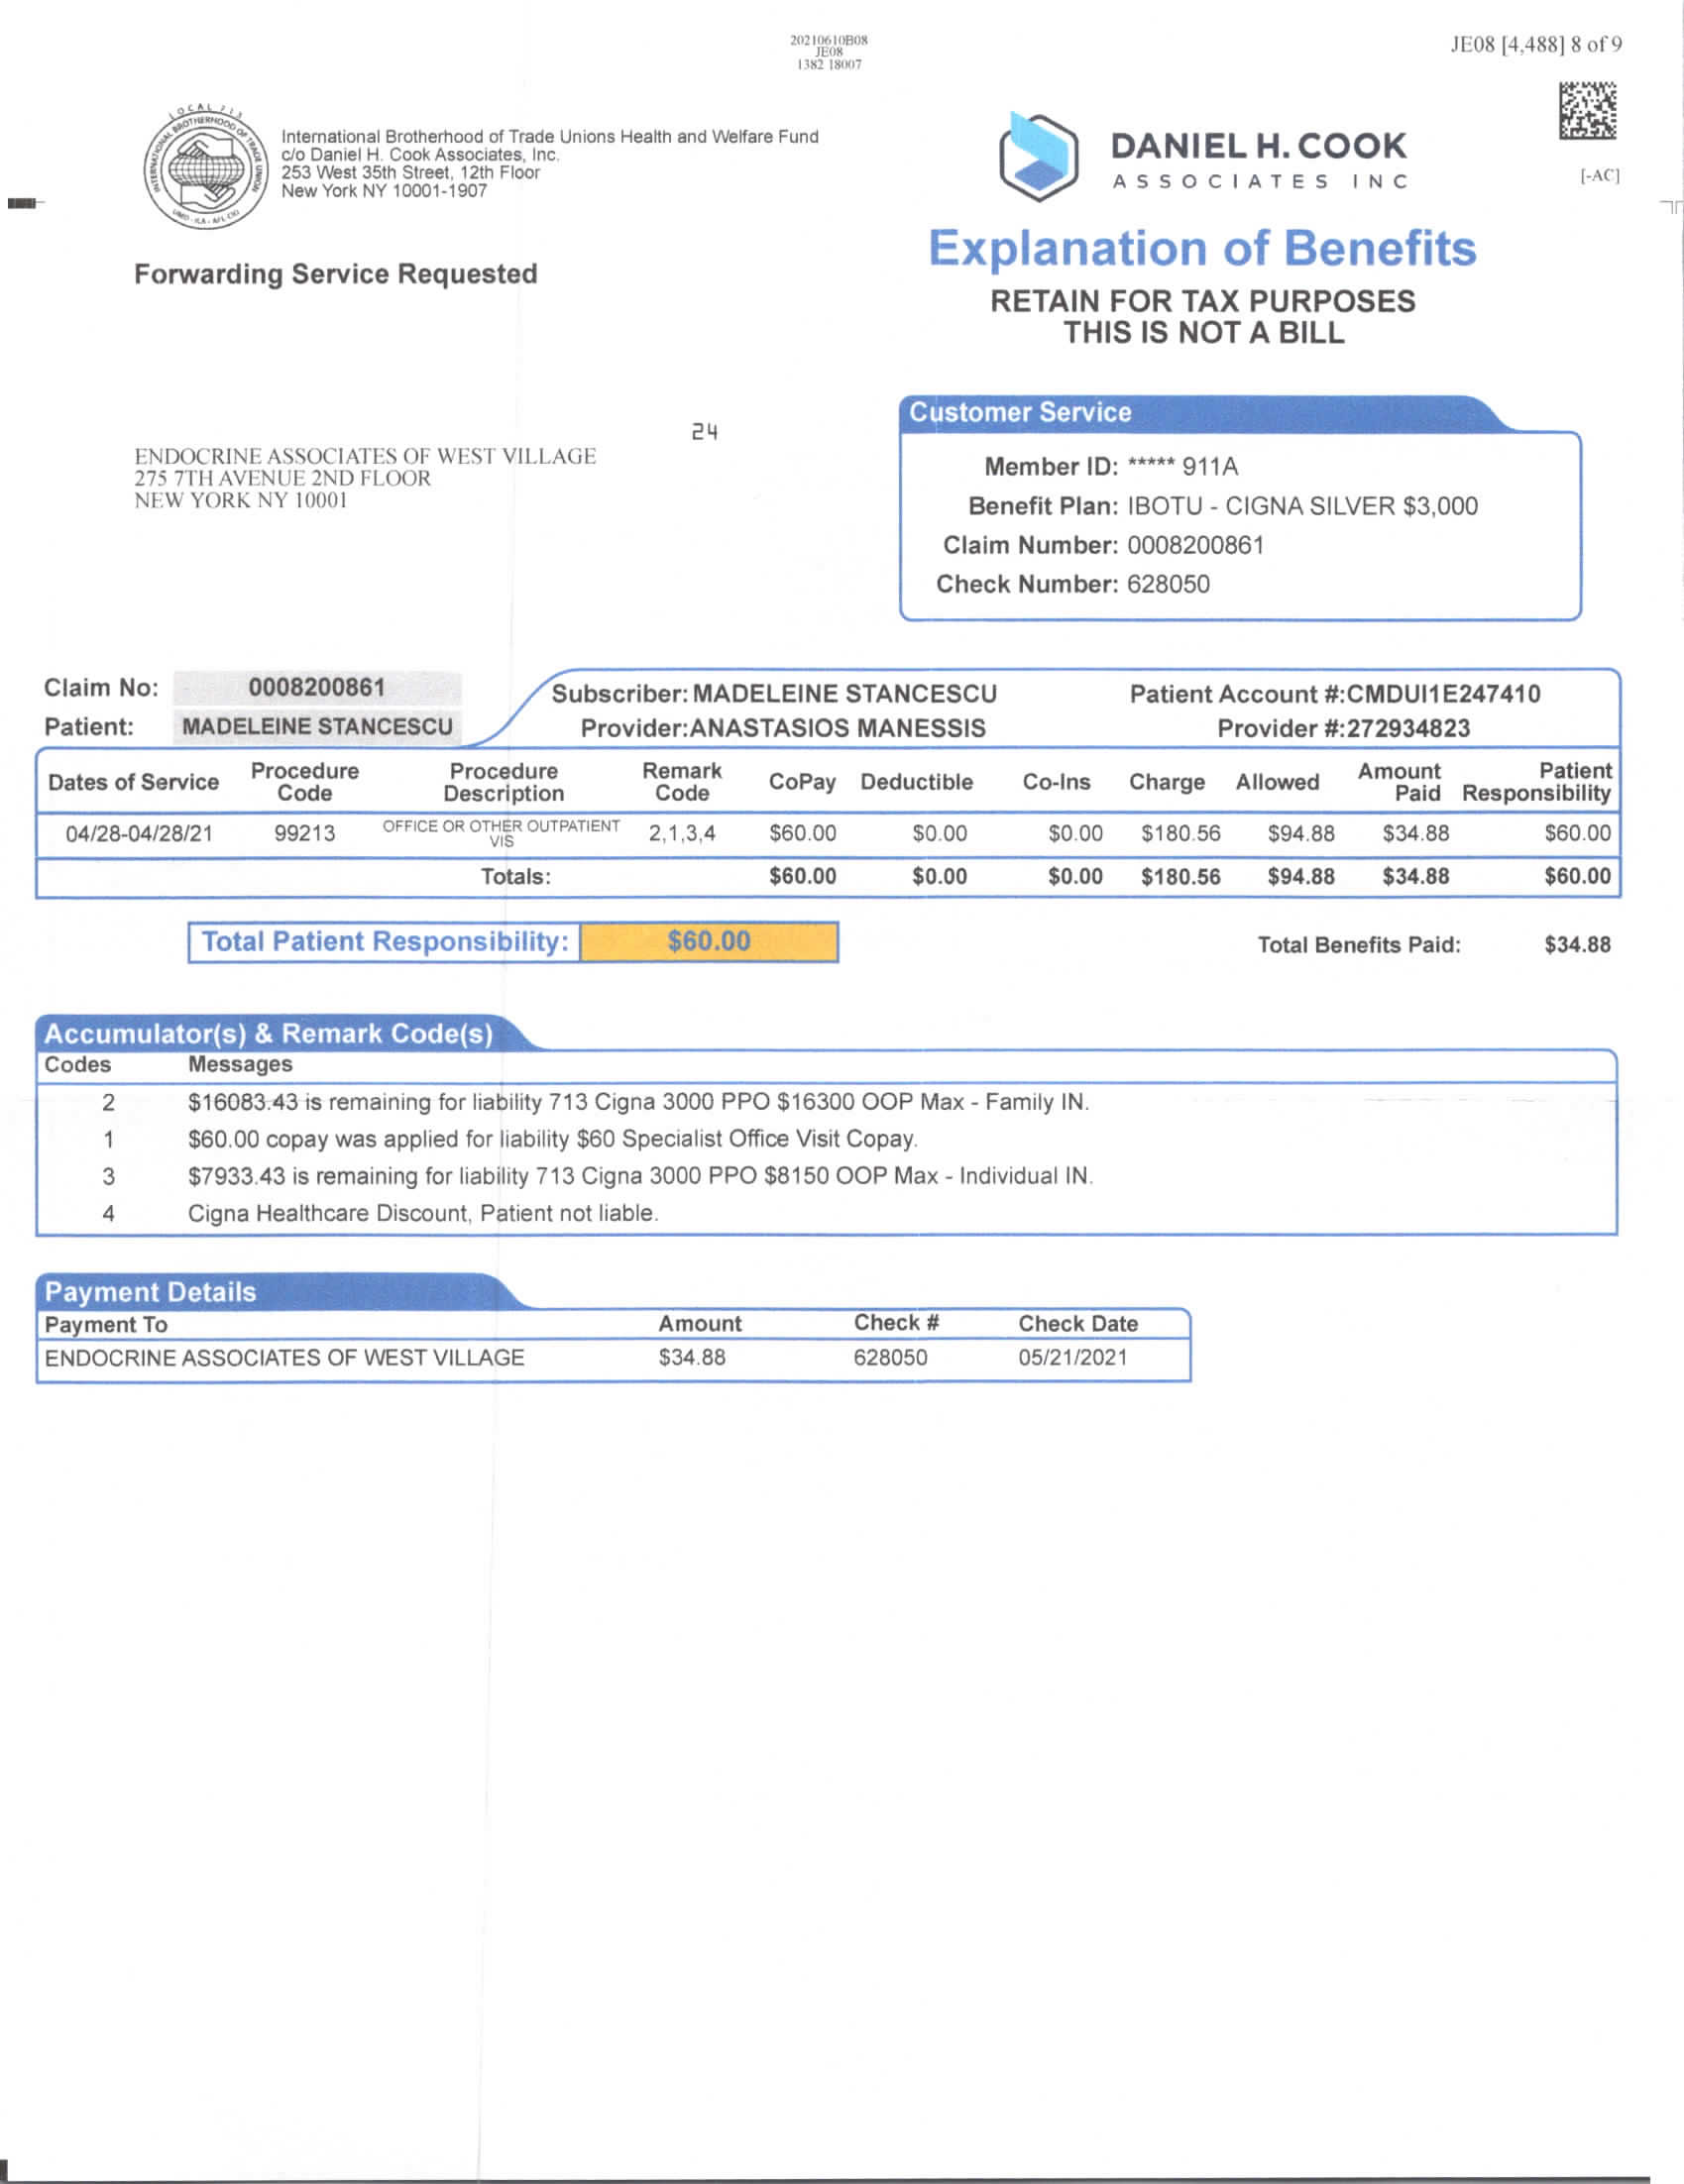 20210610B08
JE08
1382 18007
JE08 [4,488] 8 of 9
LOCAL 713
INTERNATIONAL BROTHERHOOD OF TRADE UNION
International Brotherhood of Trade Unions Health and Welfare Fund
c/o Daniel H. Cook Associates, Inc.
253 West 35th Street, 12th Floor
New York NY 10001-1907
DANIEL H. COOK
ASSOCIATES INC
[-AC]
Explanation of Benefits
Forwarding Service Requested
RETAIN FOR TAX PURPOSES
THIS IS NOT A BILL
24
ENDOCRINE ASSOCIATES OF WEST VILLAGE
275 7TH AVENUE 2ND FLOOR
NEW YORK NY 10001
Customer Service
Member ID: ***** 911A
Benefit Plan: IBOTU - CIGNA SILVER $3,000
Claim Number: 0008200861
Check Number: 628050
Claim No: 0008200861 Subscriber: MADELEINE STANCESCU Patient Account #:CMDUI1E247410
Patient: MADELEINE STANCESCU Provider:ANASTASIOS MANESSIS Provider #:272934823
Dates of Service Procedure Code Procedure Description Remark Code CoPay Deductible Co-Ins Charge Allowed Amount Paid Patient Responsibility
04/28-04/28/21 99213 OFFICE OR OTHER OUTPATIENT VIS 2,1,3,4 $60.00 $0.00 $0.00 $180.56 $94.88 $34.88 $60.00
Totals: $60.00 $0.00 $0.00 $180.56 $94.88 $34.88 $60.00
Total Patient Responsibility: $60.00 Total Benefits Paid: $34.88
Accumulator(s) & Remark Code(s)
Codes Messages
2 $16083.43 is remaining for liability 713 Cigna 3000 PPO $16300 OOP Max - Family IN.
1 $60.00 copay was applied for liability $60 Specialist Office Visit Copay.
3 $7933.43 is remaining for liability 713 Cigna 3000 PPO $8150 OOP Max - Individual IN.
4 Cigna Healthcare Discount, Patient not liable.
Payment Details
Payment To Amount Check # Check Date
ENDOCRINE ASSOCIATES OF WEST VILLAGE $34.88 628050 05/21/2021